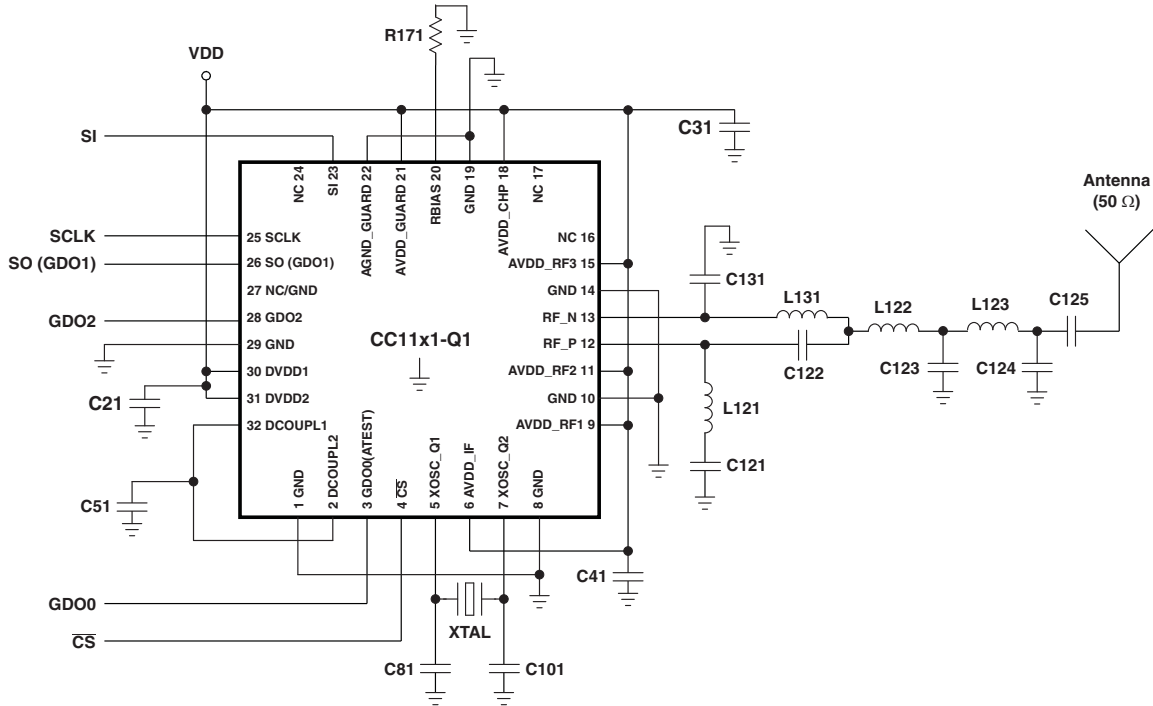 R171
VDD
C31
SI
NC 24
SI 23
AGND_GUARD 22
AVDD_GUARD 21
RBIAS 20
GND 19
AVDD_CHP 18
NC 17
Antenna
(50 Ω)
SCLK
25 SCLK
NC 16
SO (GDO1)
26 SO (GDO1)
AVDD_RF3 15
C131
27 NC/GND
GND 14
L131
L122
L123
C125
GDO2
28 GDO2
RF_N 13
CC11x1-Q1
29 GND
RF_P 12
C122
C123
C124
30 DVDD1
AVDD_RF2 11
C21
31 DVDD2
GND 10
L121
32 DCOUPL1
AVDD_RF1 9
C121
1 GND
2 DCOUPL2
3 GDO0(ATEST)
4 CS
5 XOSC_Q1
6 AVDD_IF
7 XOSC_Q2
8 GND
C51
C41
GDO0
XTAL
CS
C81
C101